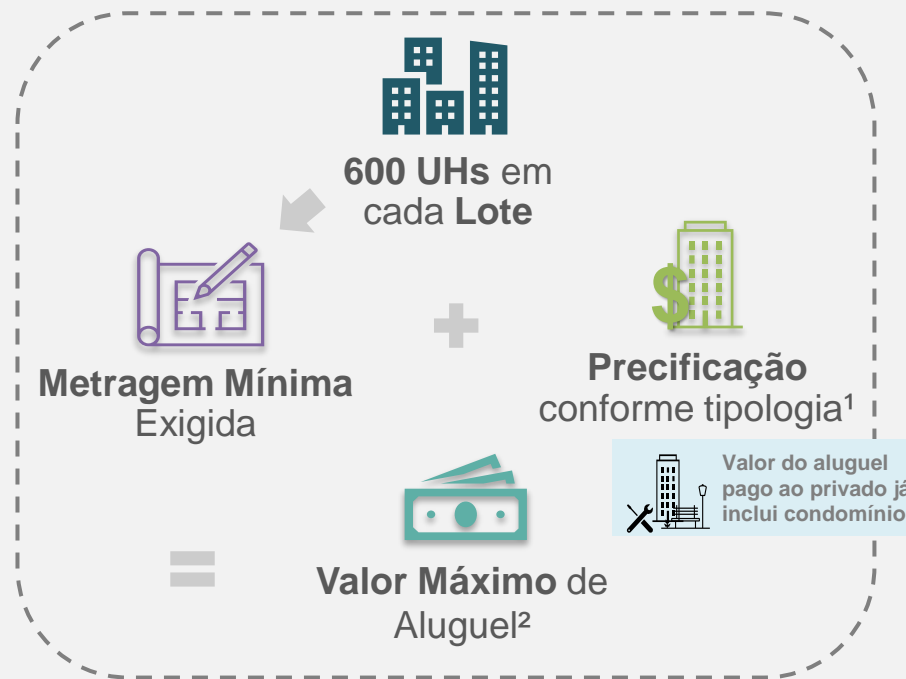 600 UHs em
cada Lote
Metragem Mínima
Exigida
Precificação
conforme tipologia¹
$
Valor do aluguel
pago ao privado já
inclui condomínio
Valor Máximo de
Aluguel²